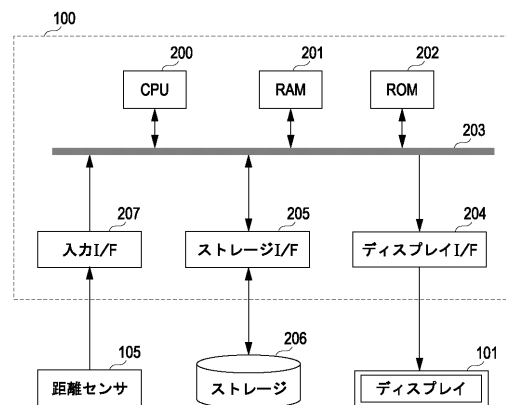 100
200
201
202
CPU
RAM
ROM
203
207
205
204
入力I/F
ストレージI/F
ディスプレイI/F
105
206
101
距離センサ
ストレージ
ディスプレイ